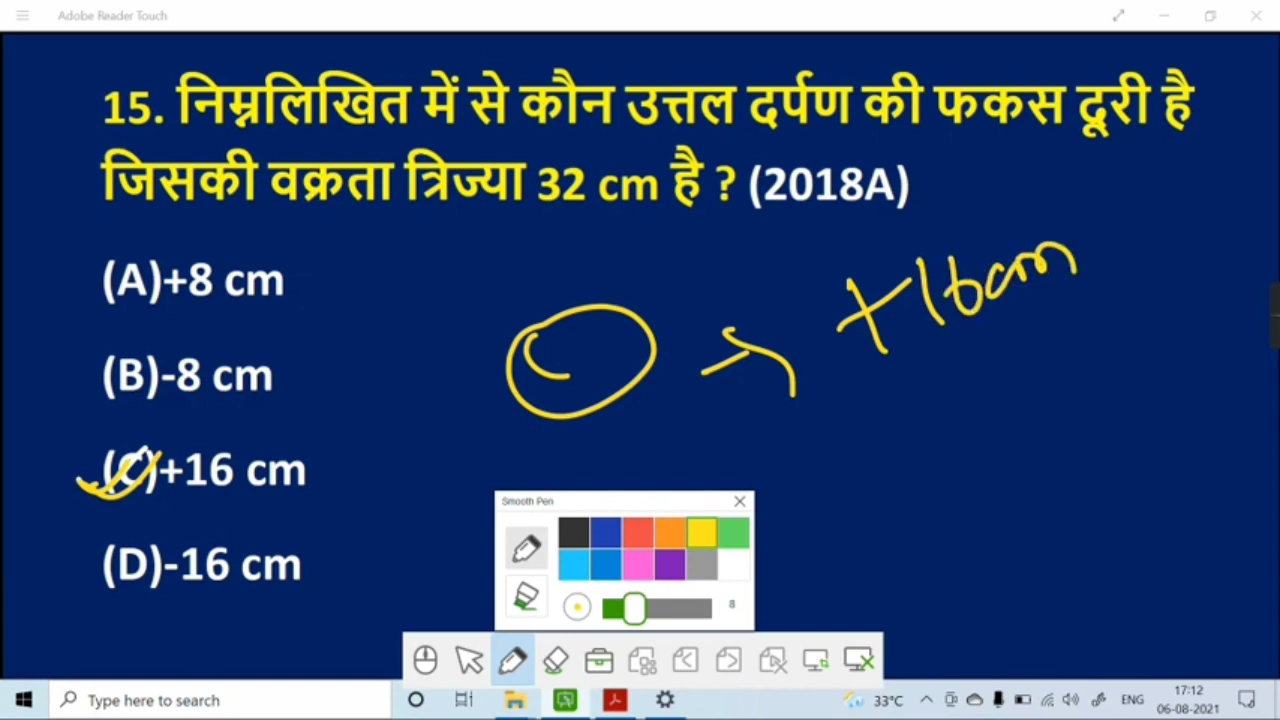 Adobe Reader Touch
15. निम्नलिखित में से कौन उत्तल दर्पण की फकस दूरी है
जिसकी वक्रता त्रिज्या 32 cm है ? (2018A)
(A)+8 cm
+16cm
(B)-8 cm
(C)+16 cm
(D)-16 cm
Smooth Pen
8
Type here to search
33°C
ENG
17:12
06-08-2021